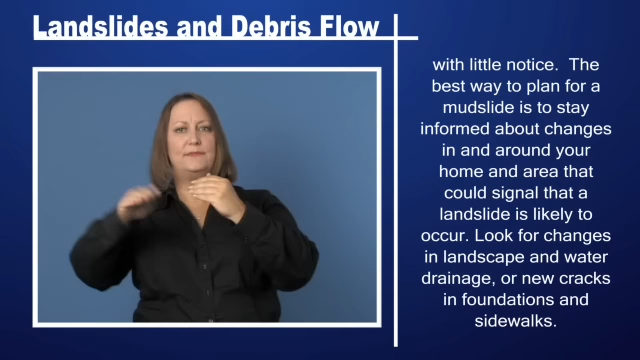 Landslides and Debris Flow
with little notice.  The
best way to plan for a
mudslide is to stay
informed about changes
in and around your
home and area that
could signal that a
landslide is likely to
occur. Look for changes
in landscape and water
drainage, or new cracks
in foundations and
sidewalks.